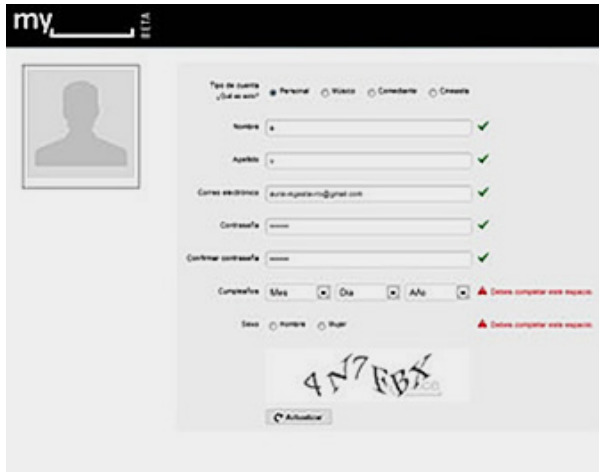 my______
BETA
Tipo de cuenta
¿Qué es esto?
Personal Músico Comediante Cineasta
Nombre a
Apellido
Correo electrónico
Contraseña
Confirmar contraseña
Cumpleaños Mes Día Año Debes completar este espacio.
Sexo Hombre Mujer Debes completar este espacio.
4N7FBX
Actualizar